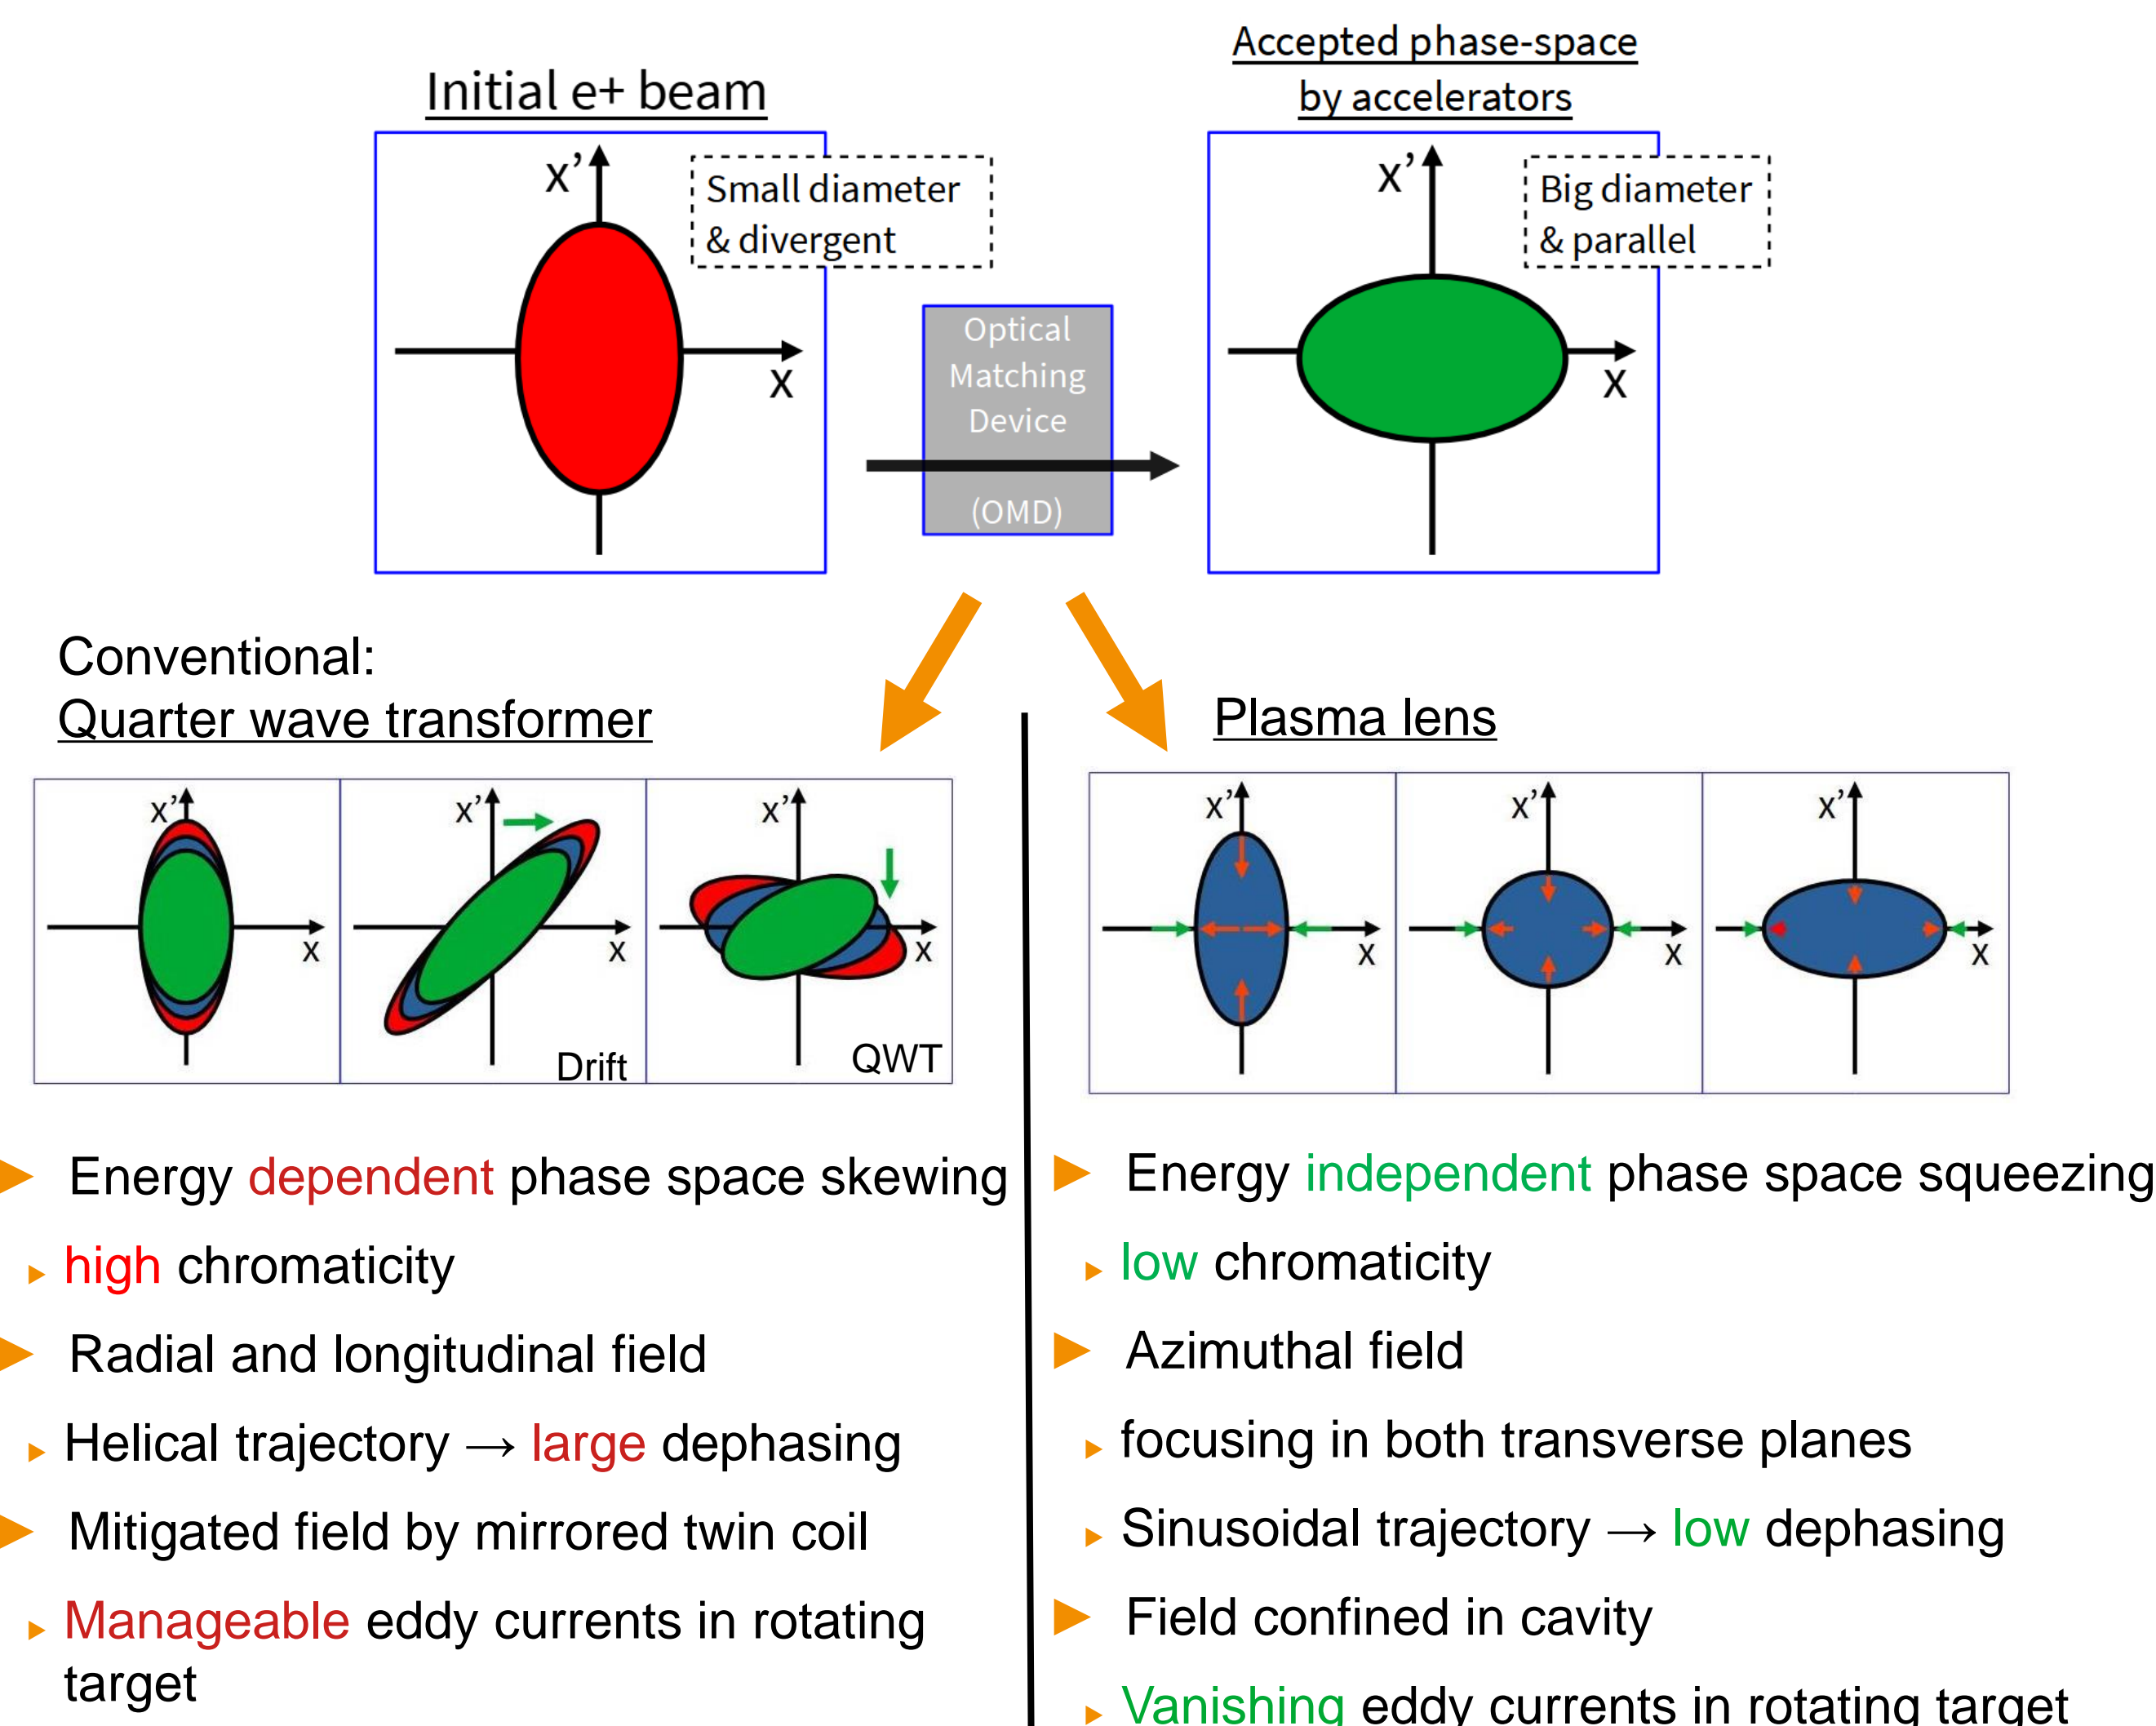 Initial e+ beam
Accepted phase-space
by accelerators
x’
Small diameter
& divergent
x
Optical
Matching
Device
(OMD)
x’
Big diameter
& parallel
x
Conventional:
Quarter wave transformer
x’
x
x’
x
Drift
x’
x
QWT
Energy dependent phase space skewing
high chromaticity
Radial and longitudinal field
Helical trajectory → large dephasing
Mitigated field by mirrored twin coil
Manageable eddy currents in rotating
target
Plasma lens
x’
x
x’
x
x’
x
Energy independent phase space squeezing
low chromaticity
Azimuthal field
focusing in both transverse planes
Sinusoidal trajectory → low dephasing
Field confined in cavity
Vanishing eddy currents in rotating target